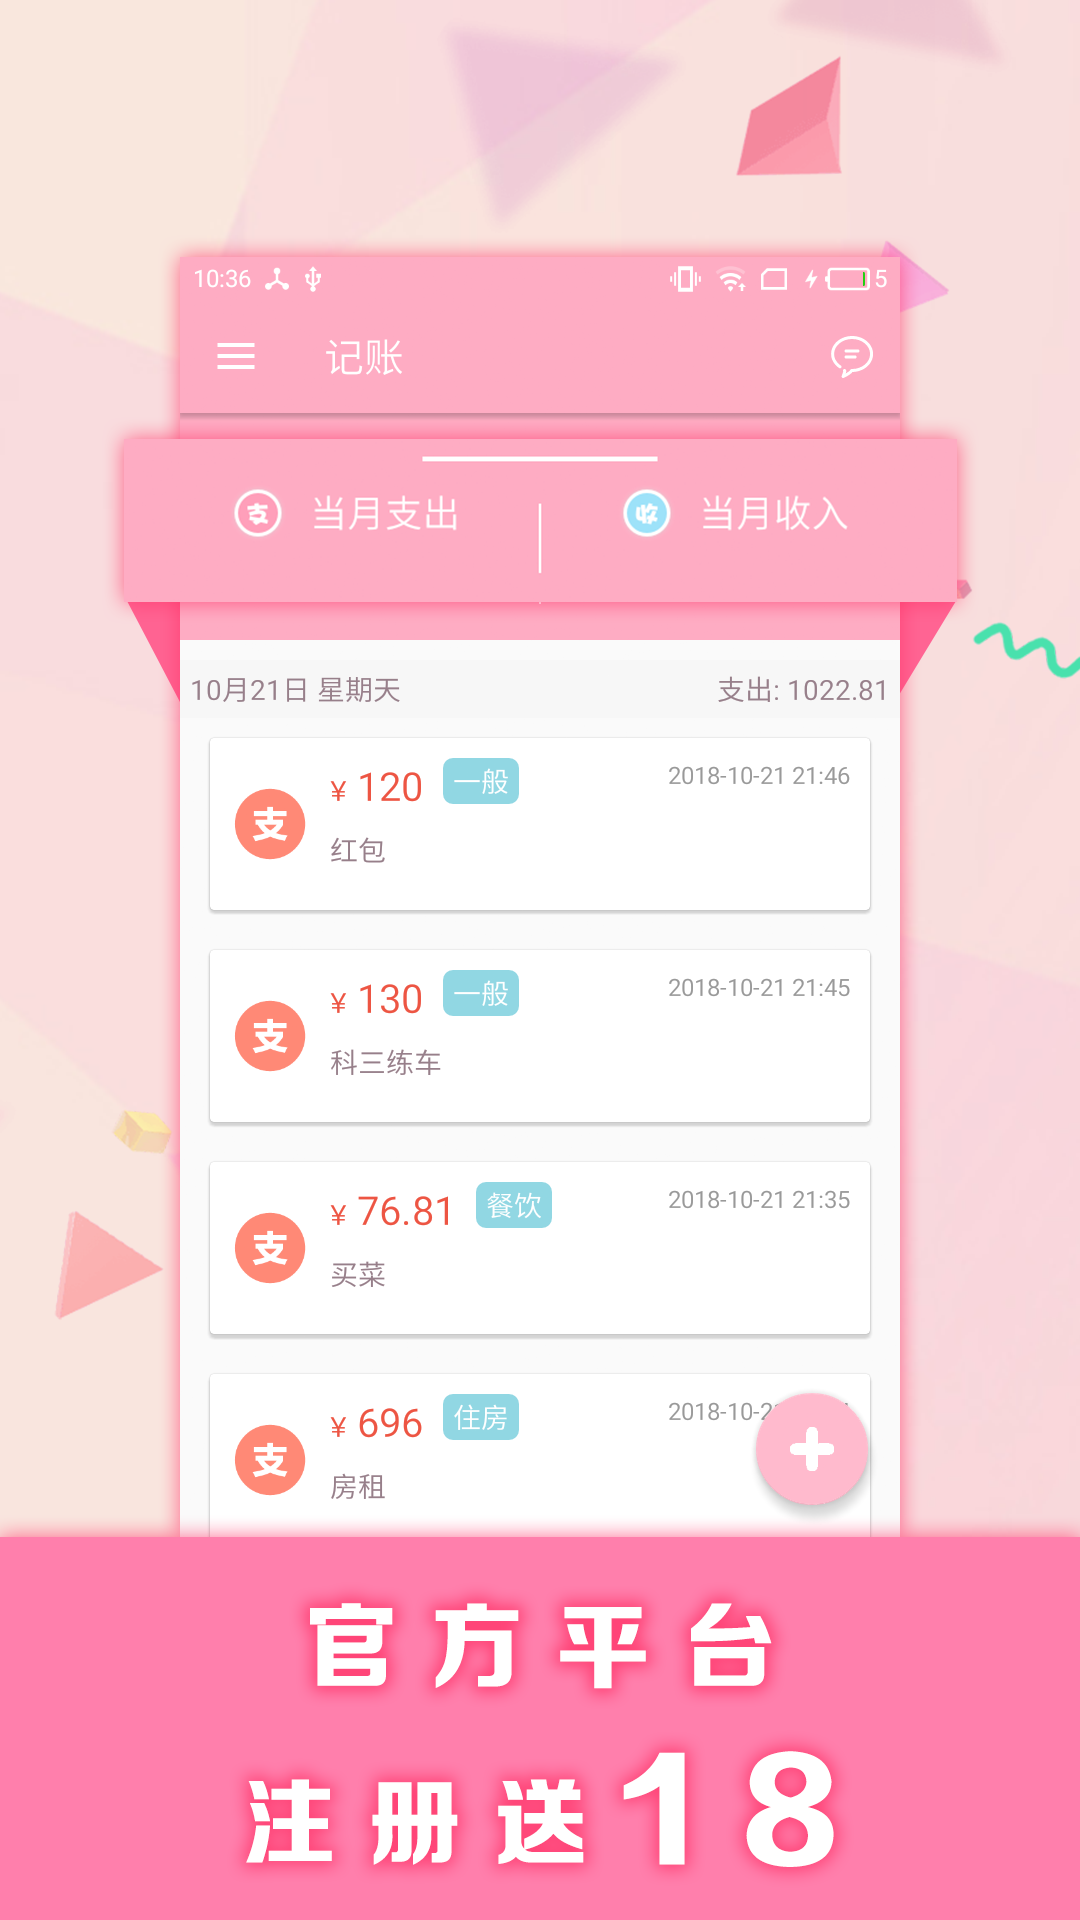 10:36
5
记账
支 当月支出
收 当月收入
10月21日 星期天
支出: 1022.81
¥ 120 一般
2018-10-21 21:46
支
红包
¥ 130 一般
2018-10-21 21:45
支
科三练车
¥ 76.81 餐饮
2018-10-21 21:35
支
买菜
¥ 696 住房
2018-10-2
支
房租
官方平台
注册送18